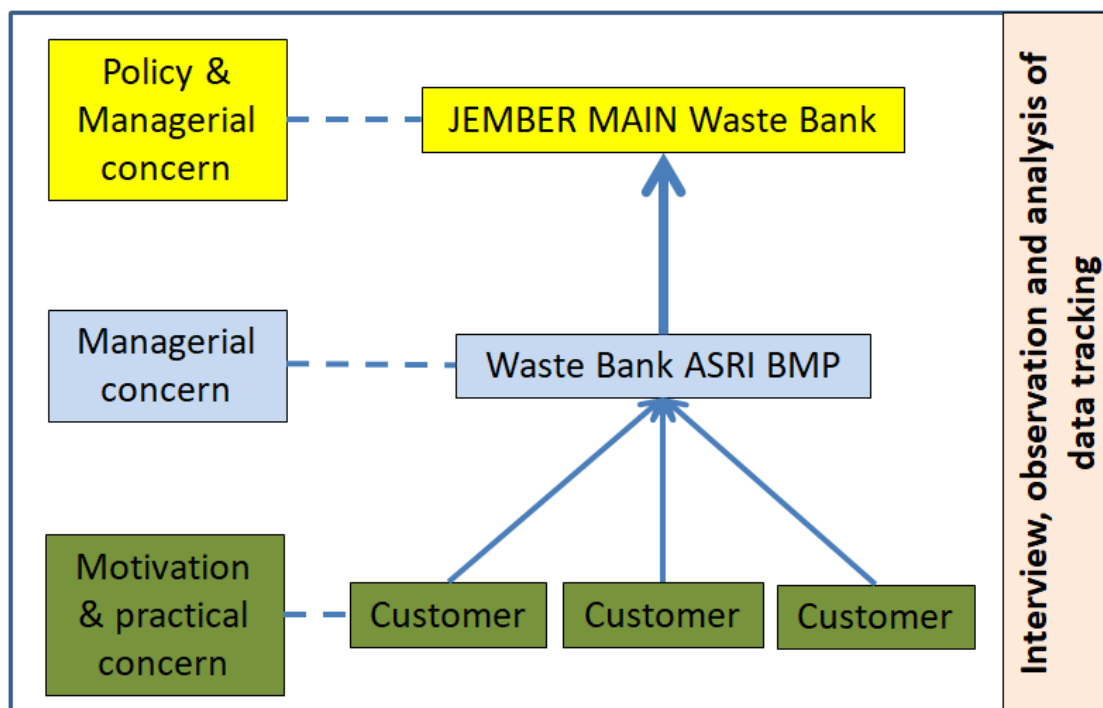 Policy &
Managerial
concern
JEMBER MAIN Waste Bank
Managerial
concern
Waste Bank ASRI BMP
Motivation
& practical
concern
Customer
Customer
Customer
Interview, observation and analysis of
data tracking